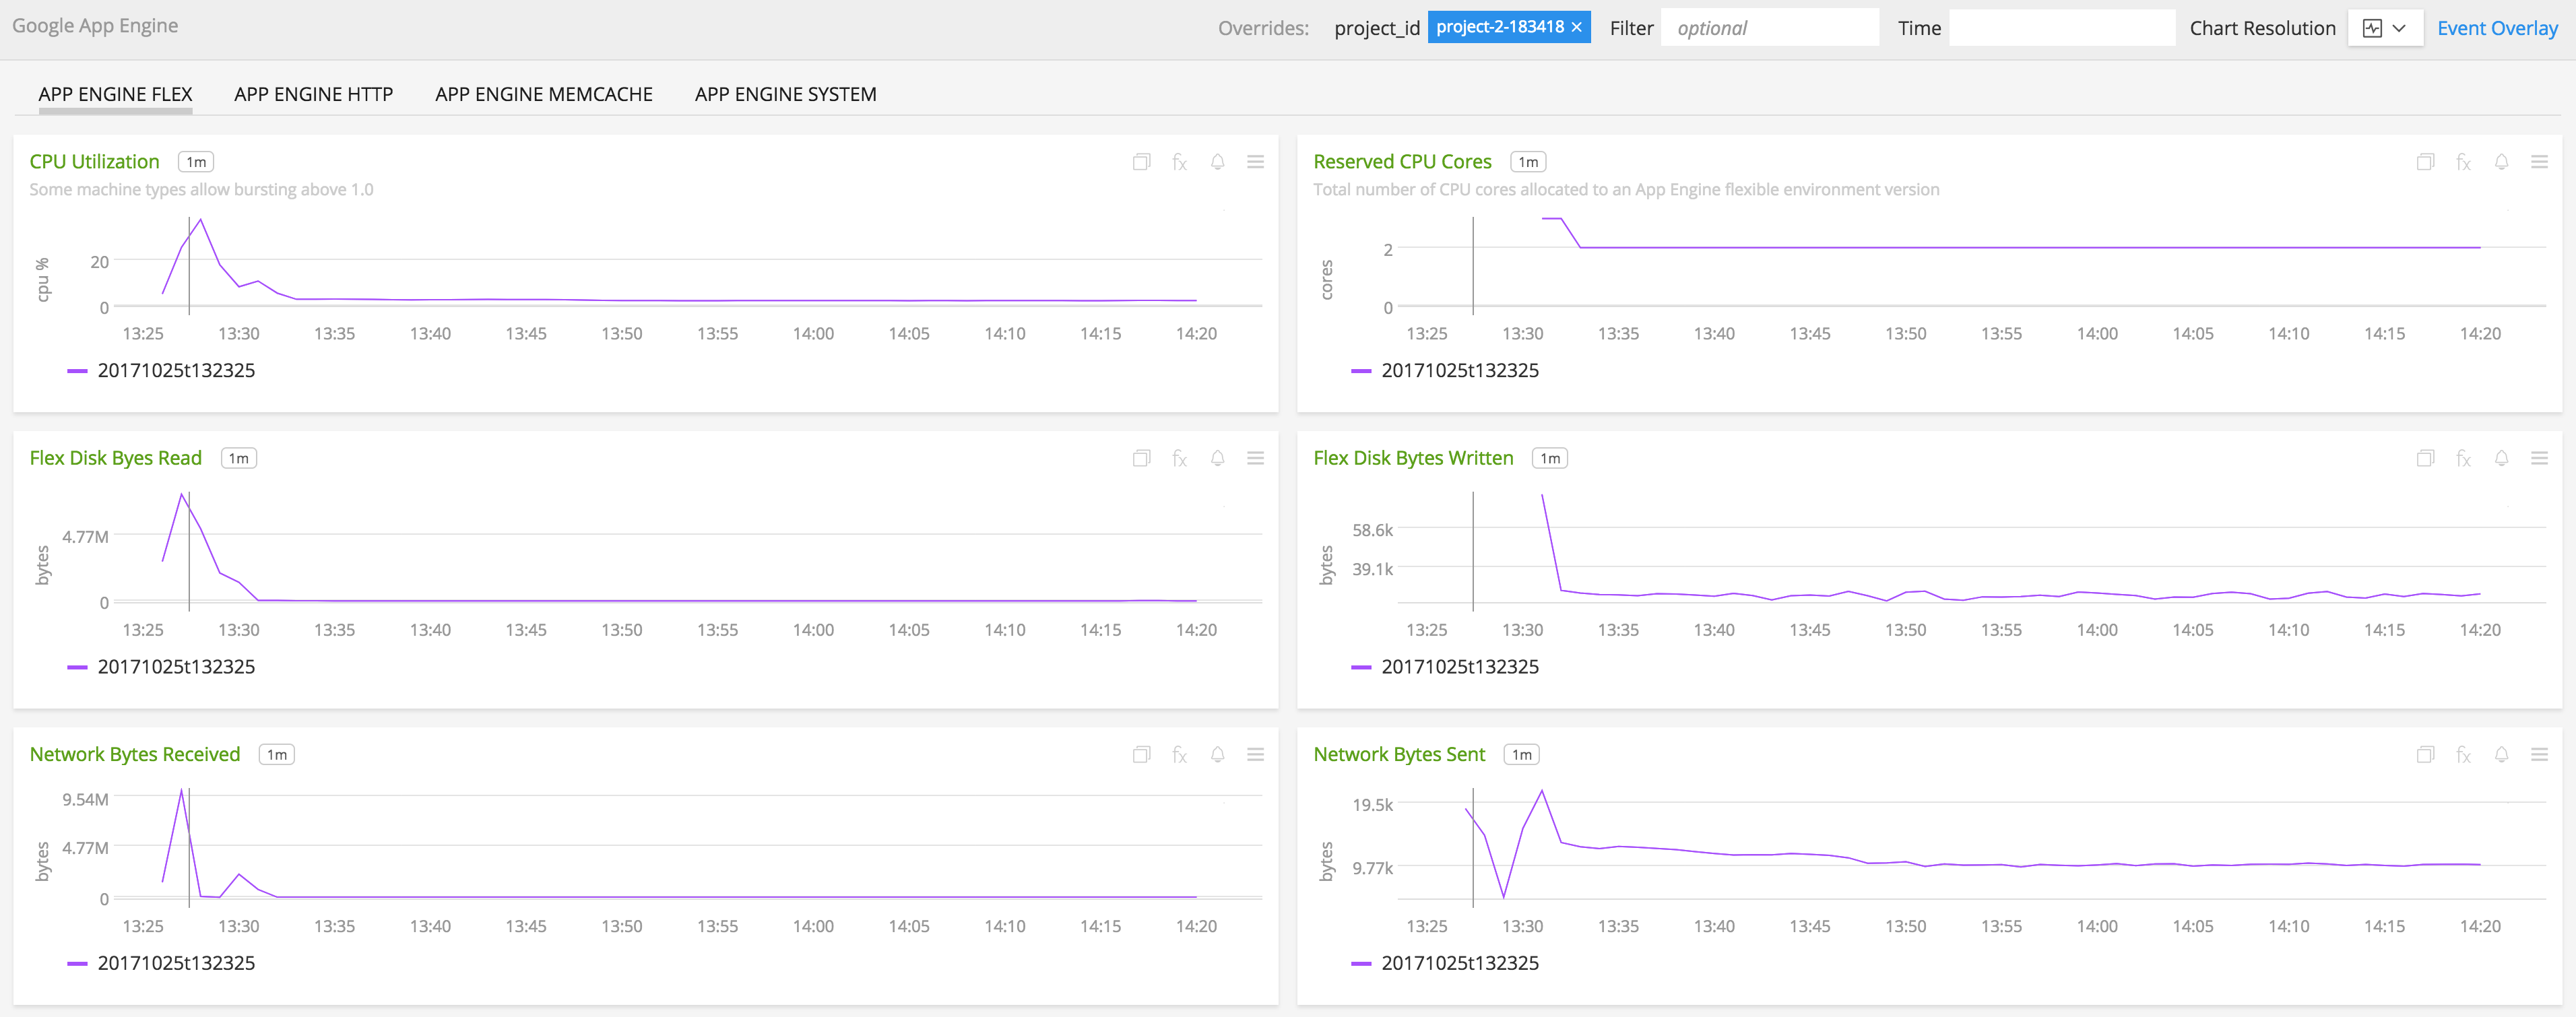 Google App Engine
Overrides: project_id project-2-183418 × Filter optional Time Chart Resolution Event Overlay
APP ENGINE FLEX APP ENGINE HTTP APP ENGINE MEMCACHE APP ENGINE SYSTEM
CPU Utilization 1m fx
Some machine types allow bursting above 1.0
cpu %
20
0
13:25 13:30 13:35 13:40 13:45 13:50 13:55 14:00 14:05 14:10 14:15 14:20
20171025t132325
Reserved CPU Cores 1m fx
Total number of CPU cores allocated to an App Engine flexible environment version
cores
2
0
13:25 13:30 13:35 13:40 13:45 13:50 13:55 14:00 14:05 14:10 14:15 14:20
20171025t132325
Flex Disk Byes Read 1m fx
bytes
4.77M
0
13:25 13:30 13:35 13:40 13:45 13:50 13:55 14:00 14:05 14:10 14:15 14:20
20171025t132325
Flex Disk Bytes Written 1m fx
bytes
58.6k
39.1k
13:25 13:30 13:35 13:40 13:45 13:50 13:55 14:00 14:05 14:10 14:15 14:20
20171025t132325
Network Bytes Received 1m fx
bytes
9.54M
4.77M
0
13:25 13:30 13:35 13:40 13:45 13:50 13:55 14:00 14:05 14:10 14:15 14:20
20171025t132325
Network Bytes Sent 1m fx
bytes
19.5k
9.77k
13:25 13:30 13:35 13:40 13:45 13:50 13:55 14:00 14:05 14:10 14:15 14:20
20171025t132325